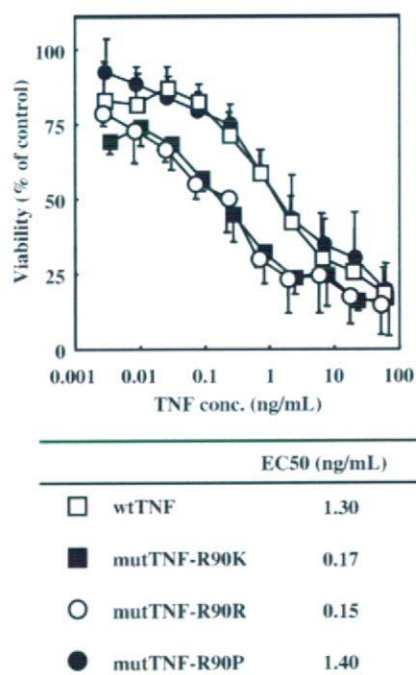 100
75
50
25
0
Viability (% of control)
0.001 0.01 0.1 1 10 100
TNF conc. (ng/mL)
EC50 (ng/mL)
wtTNF 1.30
mutTNF-R90K 0.17
mutTNF-R90R 0.15
mutTNF-R90P 1.40